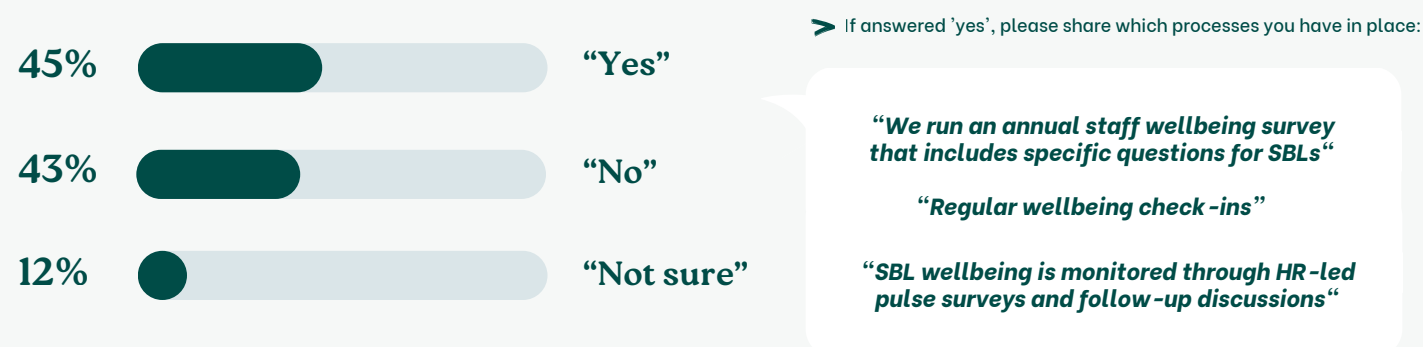 45%
“Yes”
43%
“No”
12%
“Not sure”
If answered 'yes', please share which processes you have in place:
“We run an annual staff wellbeing survey
that includes specific questions for SBLs“
“Regular wellbeing check-ins”
“SBL wellbeing is monitored through HR-led
pulse surveys and follow-up discussions“